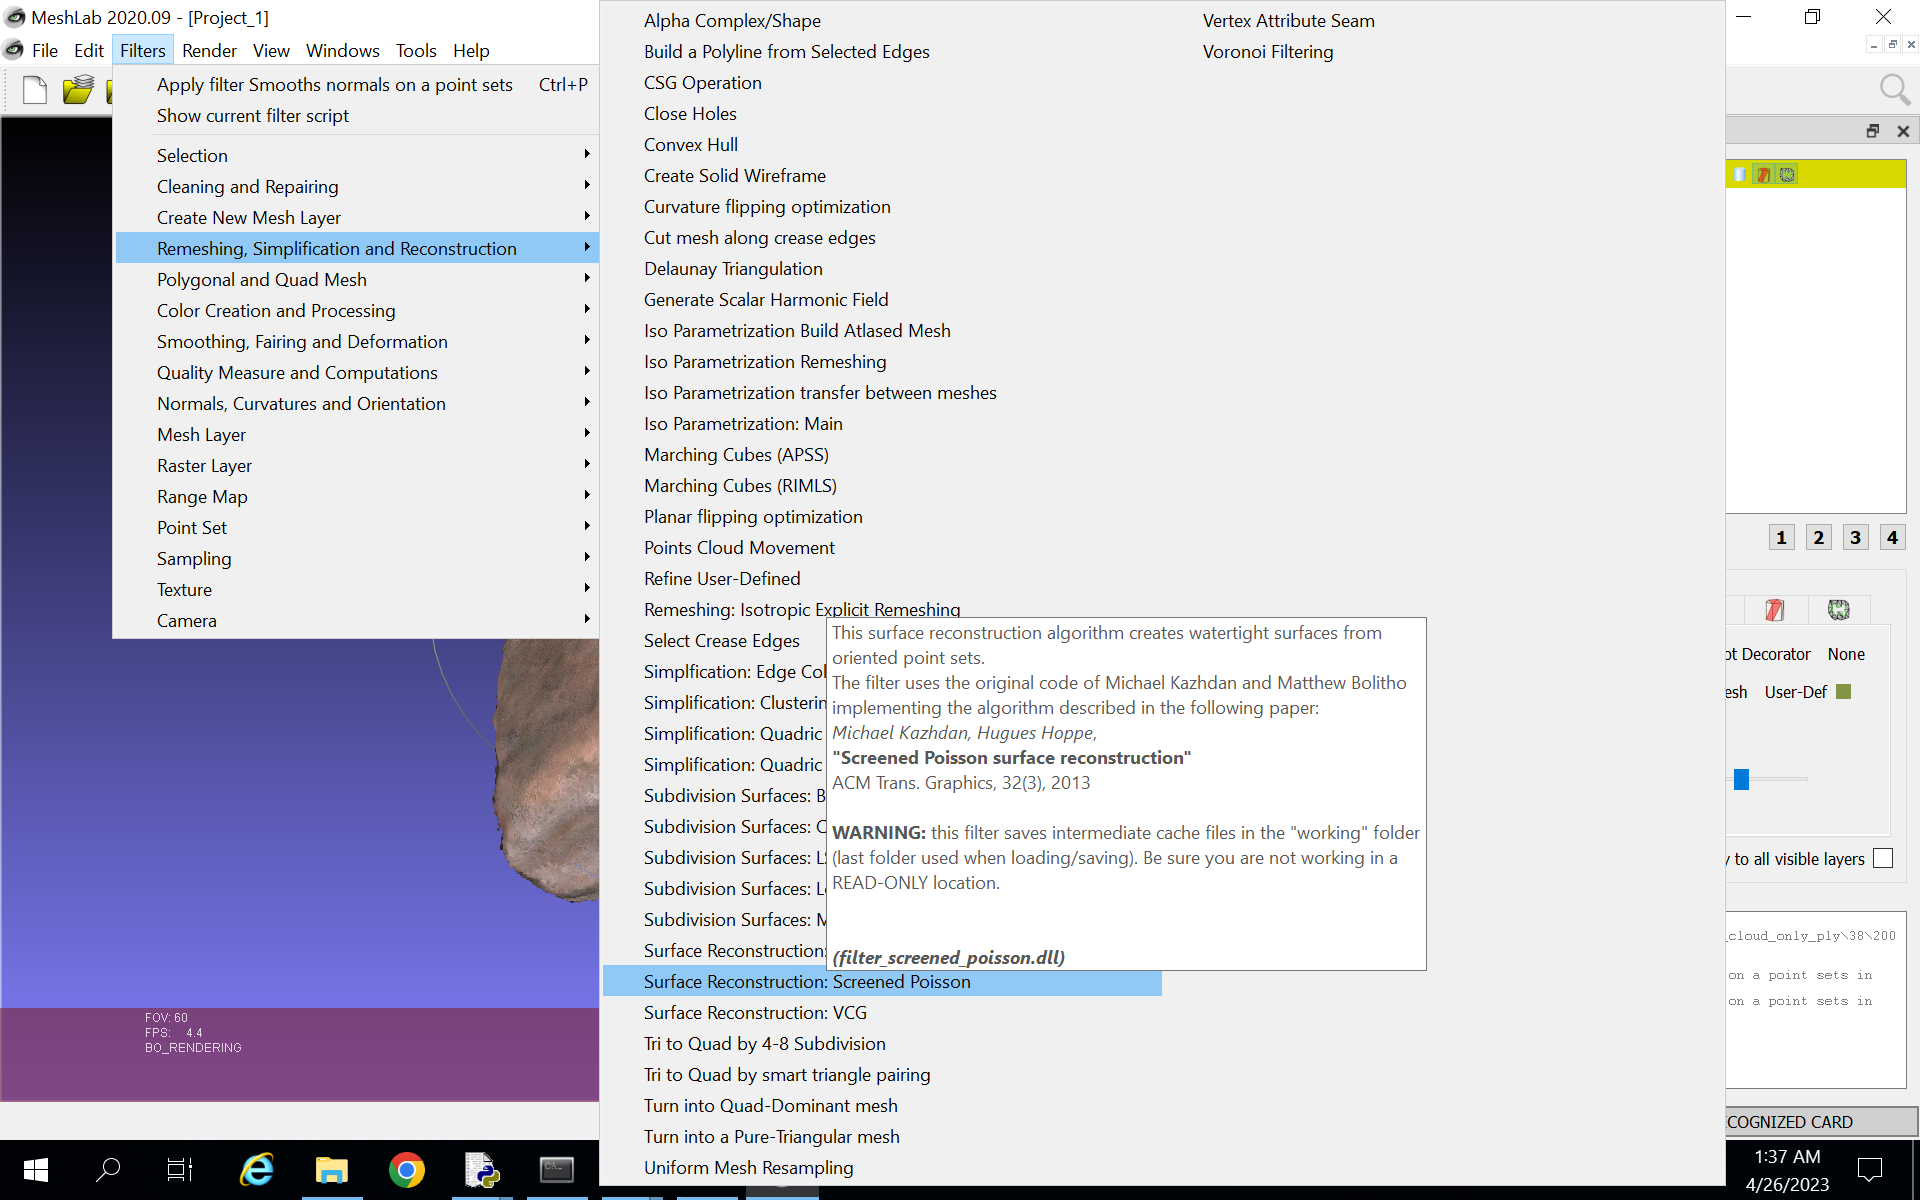 MeshLab 2020.09 - [Project_1]
File Edit Filters Render View Windows Tools Help
Apply filter Smooths normals on a point sets Ctrl+P
Show current filter script
Selection
Cleaning and Repairing
Create New Mesh Layer
Remeshing, Simplification and Reconstruction
Polygonal and Quad Mesh
Color Creation and Processing
Smoothing, Fairing and Deformation
Quality Measure and Computations
Normals, Curvatures and Orientation
Mesh Layer
Raster Layer
Range Map
Point Set
Sampling
Texture
Camera
Alpha Complex/Shape
Build a Polyline from Selected Edges
CSG Operation
Close Holes
Convex Hull
Create Solid Wireframe
Curvature flipping optimization
Cut mesh along crease edges
Delaunay Triangulation
Generate Scalar Harmonic Field
Iso Parametrization Build Atlased Mesh
Iso Parametrization Remeshing
Iso Parametrization transfer between meshes
Iso Parametrization: Main
Marching Cubes (APSS)
Marching Cubes (RIMLS)
Planar flipping optimization
Points Cloud Movement
Refine User-Defined
Remeshing: Isotropic Explicit Remeshing
Select Crease Edges
Simplfication: Edge Col
Simplification: Clusterin
Simplification: Quadric
Simplification: Quadric
Subdivision Surfaces: B
Subdivision Surfaces: C
Subdivision Surfaces: LS
Subdivision Surfaces: Lo
Subdivision Surfaces: M
Surface Reconstruction:
Surface Reconstruction: Screened Poisson
Surface Reconstruction: VCG
Tri to Quad by 4-8 Subdivision
Tri to Quad by smart triangle pairing
Turn into Quad-Dominant mesh
Turn into a Pure-Triangular mesh
Uniform Mesh Resampling
Vertex Attribute Seam
Voronoi Filtering
This surface reconstruction algorithm creates watertight surfaces from
oriented point sets.
The filter uses the original code of Michael Kazhdan and Matthew Bolitho
implementing the algorithm described in the following paper:
Michael Kazhdan, Hugues Hoppe,
"Screened Poisson surface reconstruction"
ACM Trans. Graphics, 32(3), 2013
WARNING: this filter saves intermediate cache files in the "working" folder
(last folder used when loading/saving). Be sure you are not working in a
READ-ONLY location.
(filter_screened_poisson.dll)
1 2 3 4
ot Decorator None
esh User-Def
y to all visible layers
_cloud_only_ply\38\200
on a point sets in
on a point sets in
COGNIZED CARD
FOV: 60
FPS: 4.4
BO_RENDERING
1:37 AM
4/26/2023